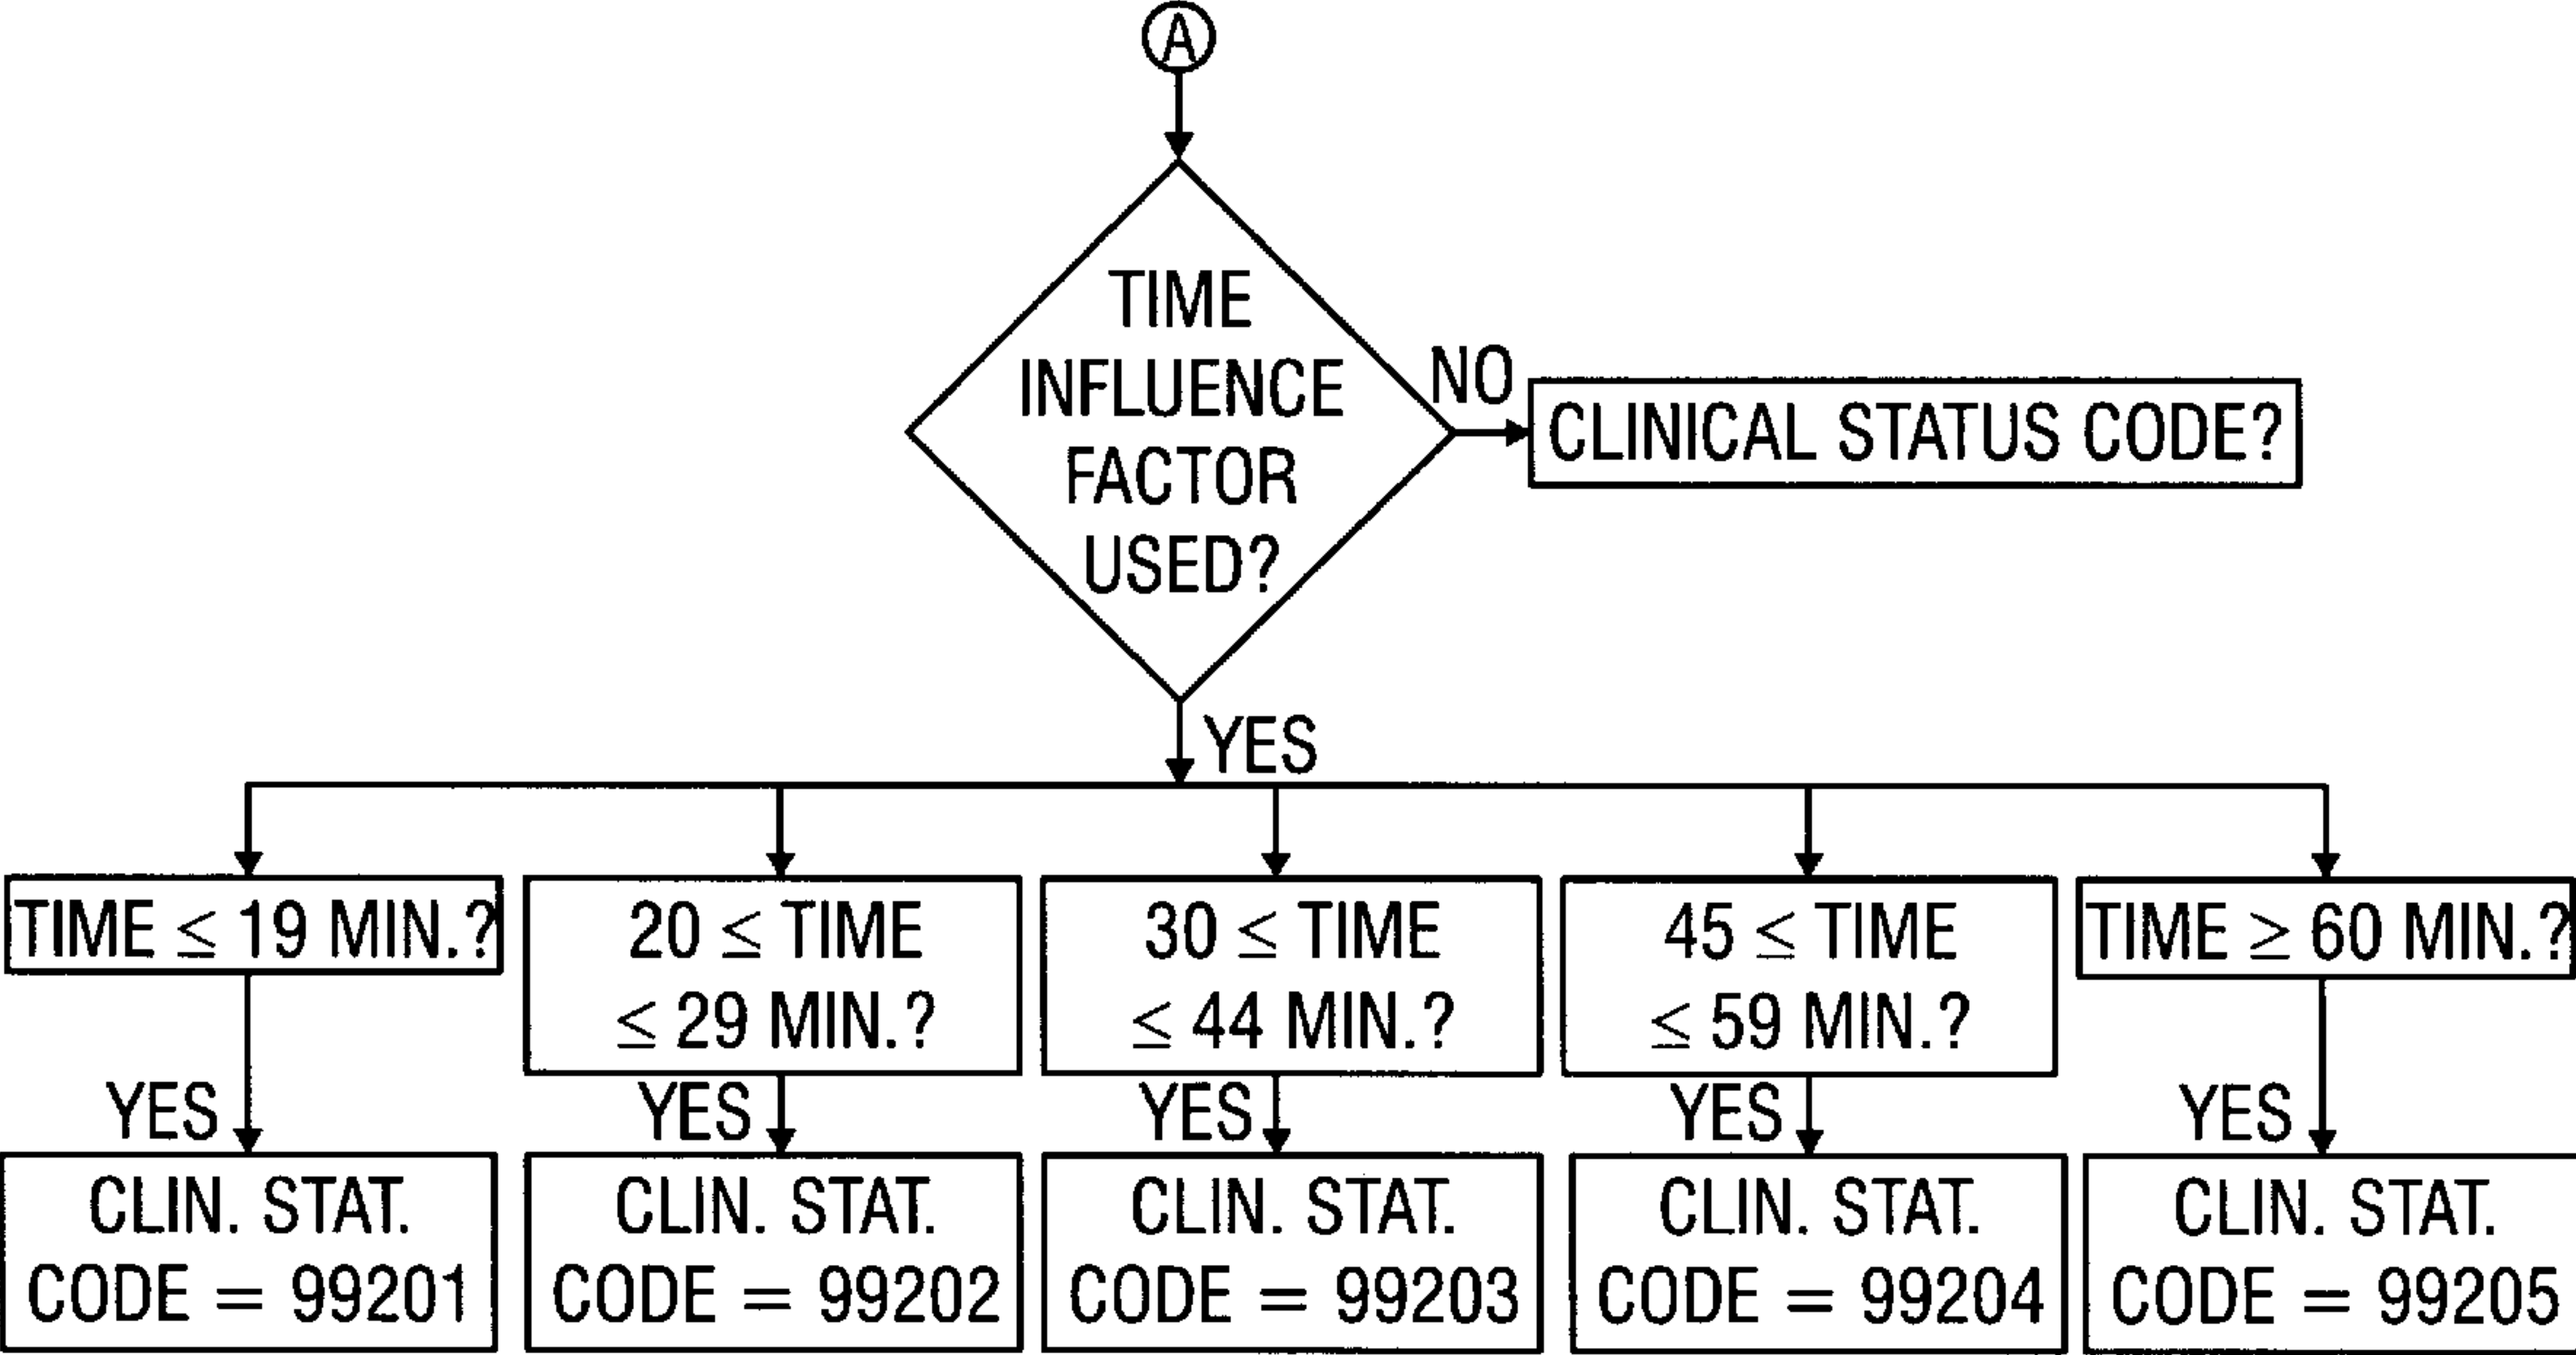 A
TIME
INFLUENCE
FACTOR
USED?
NO
CLINICAL STATUS CODE?
YES
TIME ≤ 19 MIN.?
20 ≤ TIME
≤ 29 MIN.?
30 ≤ TIME
≤ 44 MIN.?
45 ≤ TIME
≤ 59 MIN.?
TIME ≥ 60 MIN.?
YES
YES
YES
YES
YES
CLIN. STAT.
CODE = 99201
CLIN. STAT.
CODE = 99202
CLIN. STAT.
CODE = 99203
CLIN. STAT.
CODE = 99204
CLIN. STAT.
CODE = 99205